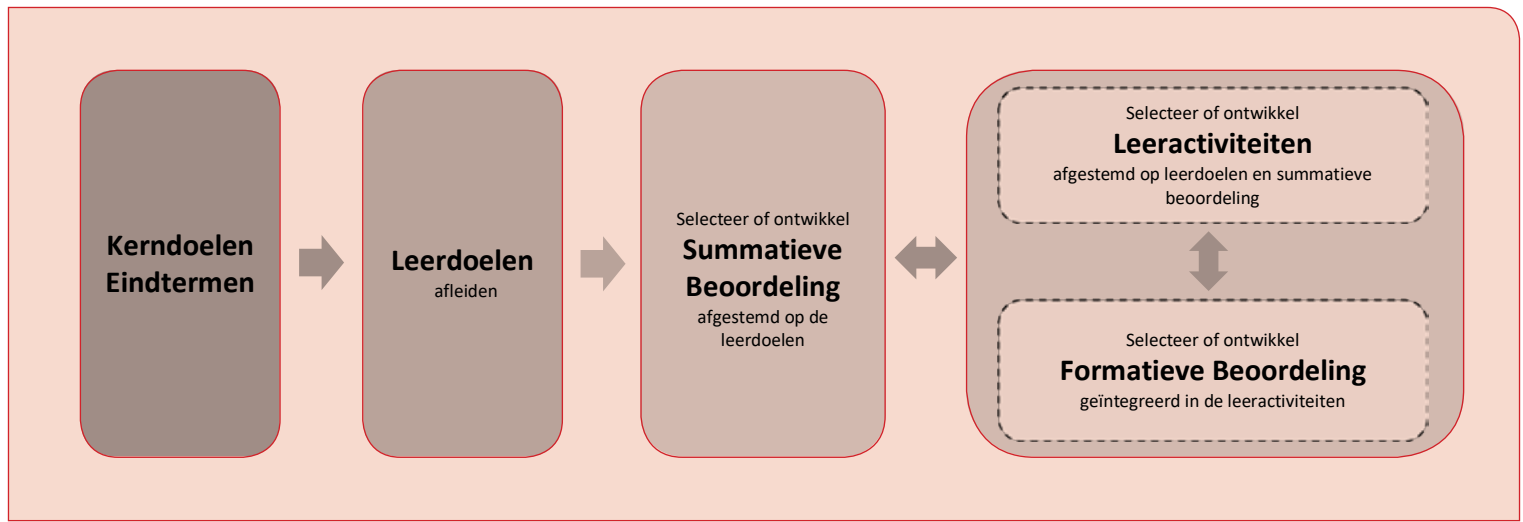 Kerndoelen
Eindtermen
Leerdoelen
afleiden
Selecteer of ontwikkel
Summatieve
Beoordeling
afgestemd op de
leerdoelen
Selecteer of ontwikkel
Leeractiviteiten
afgestemd op leerdoelen en summatieve
beoordeling
Selecteer of ontwikkel
Formatieve Beoordeling
geïntegreerd in de leeractiviteiten